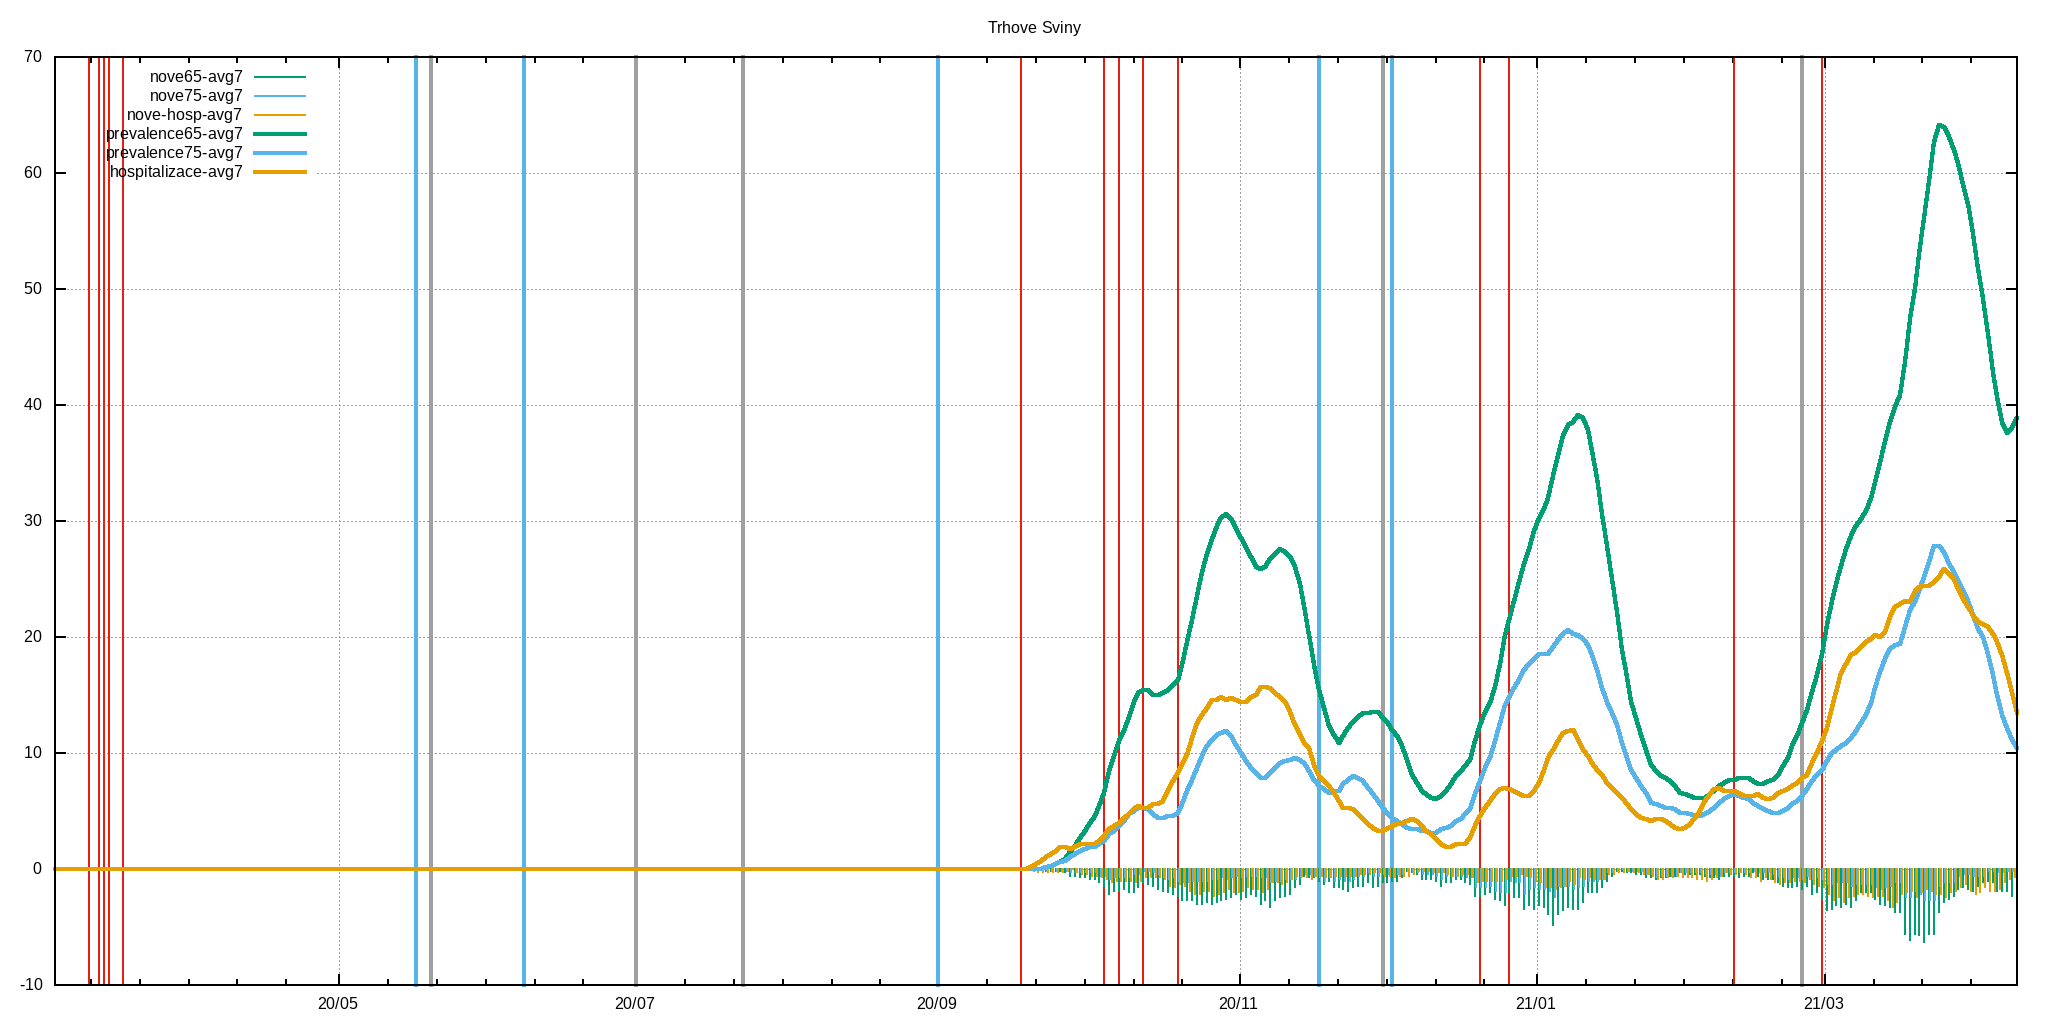 Trhove Sviny
70
60
50
40
30
20
10
0
-10
nove65-avg7
nove75-avg7
nove-hosp-avg7
prevalence65-avg7
prevalence75-avg7
hospitalizace-avg7
20/05 20/07 20/09 20/11 21/01 21/03